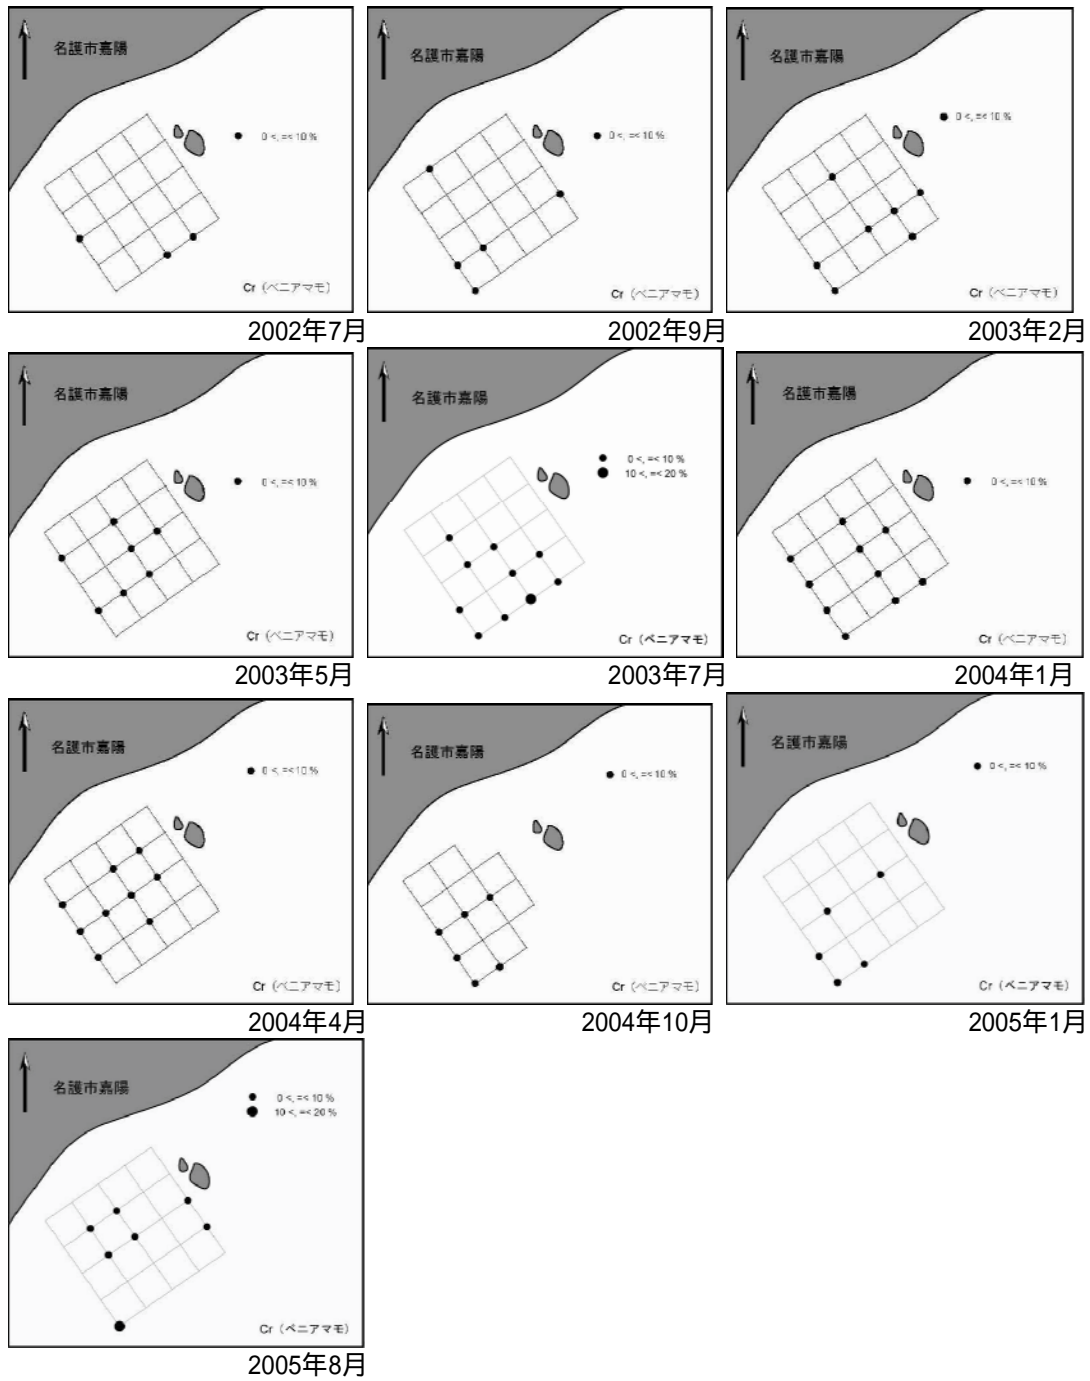 名護市嘉陽
0 <, =< 10 %
Cr (ベニアマモ)
2002年7月
名護市嘉陽
0 <, =< 10 %
Cr (ベニアマモ)
2002年9月
名護市嘉陽
0 <, =< 10 %
Cr (ベニアマモ)
2003年2月
名護市嘉陽
0 <, =< 10 %
Cr (ベニアマモ)
2003年5月
名護市嘉陽
0 <, =< 10 %
10 <, =< 20 %
Cr (ベニアマモ)
2003年7月
名護市嘉陽
0 <, =< 10 %
Cr (ベニアマモ)
2004年1月
名護市嘉陽
0 <, =< 10 %
Cr (ベニアマモ)
2004年4月
名護市嘉陽
0 <, =< 10 %
Cr (ベニアマモ)
2004年10月
名護市嘉陽
0 <, =< 10 %
Cr (ベニアマモ)
2005年1月
名護市嘉陽
0 <, =< 10 %
10 <, =< 20 %
Cr (ベニアマモ)
2005年8月